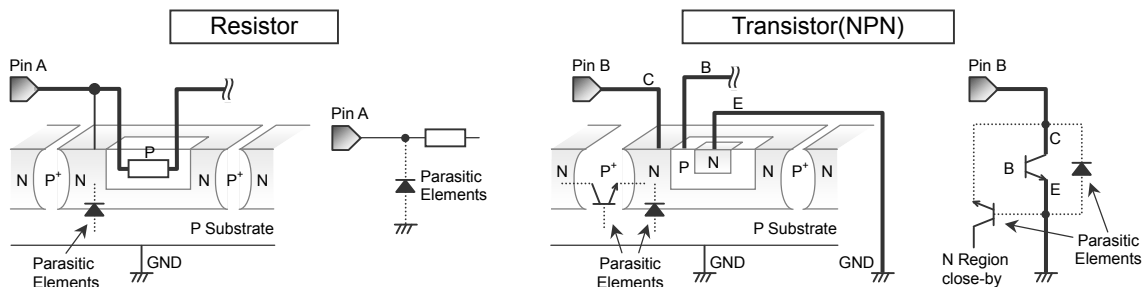 Resistor
Transistor(NPN)
Pin A
P
N
P+
N
N
P+
N
Parasitic
Elements
GND
P Substrate
Pin A
Parasitic
Elements
Pin B
C
B
E
N
P+
N
P
N
N
P+
N
P Substrate
Parasitic
Elements
GND
GND
Pin B
C
B
E
Parasitic
Elements
N Region
close-by